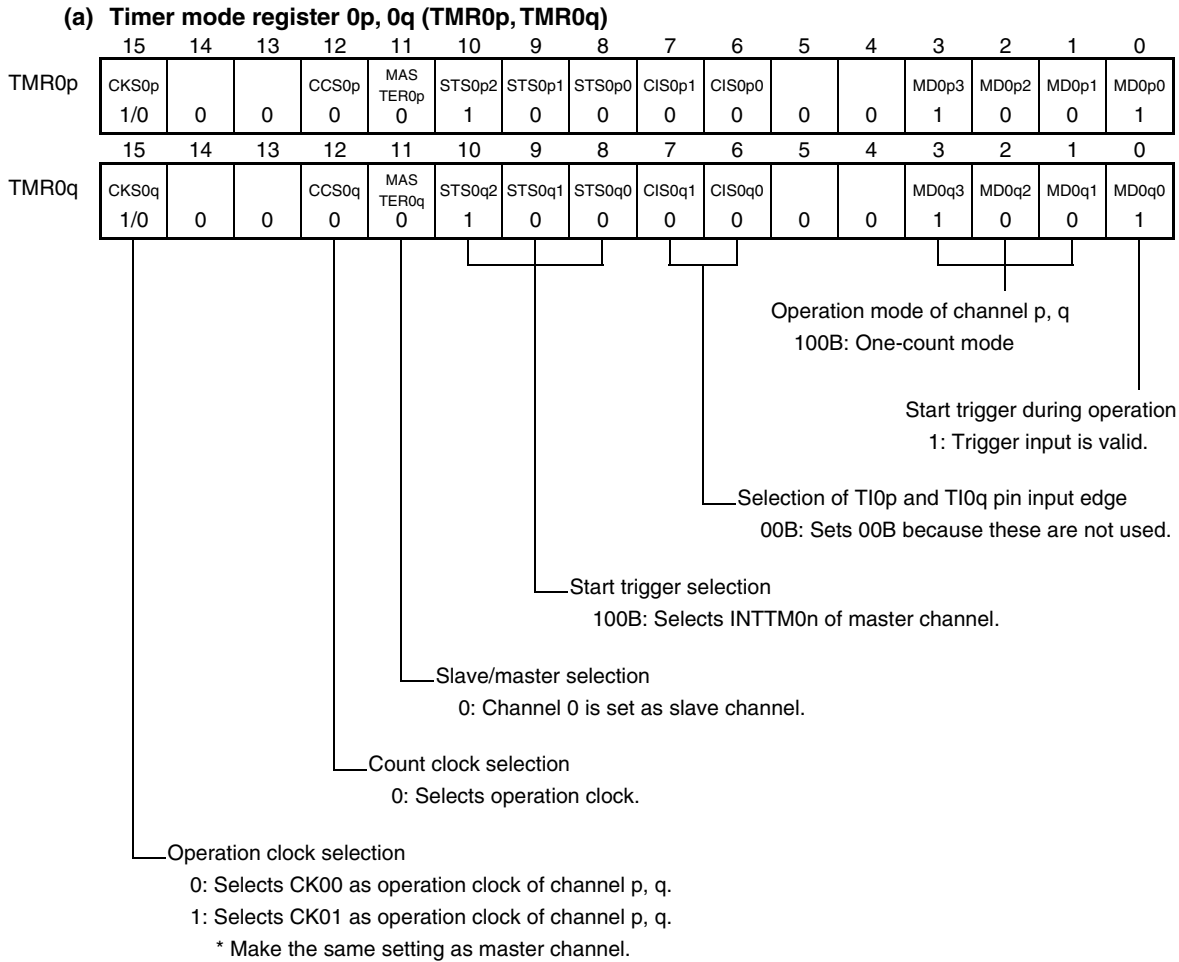 (a) Timer mode register 0p, 0q (TMR0p, TMR0q)
15 14 13 12 11 10 9 8 7 6 5 4 3 2 1 0
TMR0p CKS0p CCS0p MAS TER0p STS0p2 STS0p1 STS0p0 CIS0p1 CIS0p0 MD0p3 MD0p2 MD0p1 MD0p0
1/0 0 0 0 0 1 0 0 0 0 0 0 1 0 0 1
15 14 13 12 11 10 9 8 7 6 5 4 3 2 1 0
TMR0q CKS0q CCS0q MAS TER0q STS0q2 STS0q1 STS0q0 CIS0q1 CIS0q0 MD0q3 MD0q2 MD0q1 MD0q0
1/0 0 0 0 0 1 0 0 0 0 0 0 1 0 0 1
Operation mode of channel p, q
100B: One-count mode
Start trigger during operation
1: Trigger input is valid.
Selection of TI0p and TI0q pin input edge
00B: Sets 00B because these are not used.
Start trigger selection
100B: Selects INTTM0n of master channel.
Slave/master selection
0: Channel 0 is set as slave channel.
Count clock selection
0: Selects operation clock.
Operation clock selection
0: Selects CK00 as operation clock of channel p, q.
1: Selects CK01 as operation clock of channel p, q.
* Make the same setting as master channel.